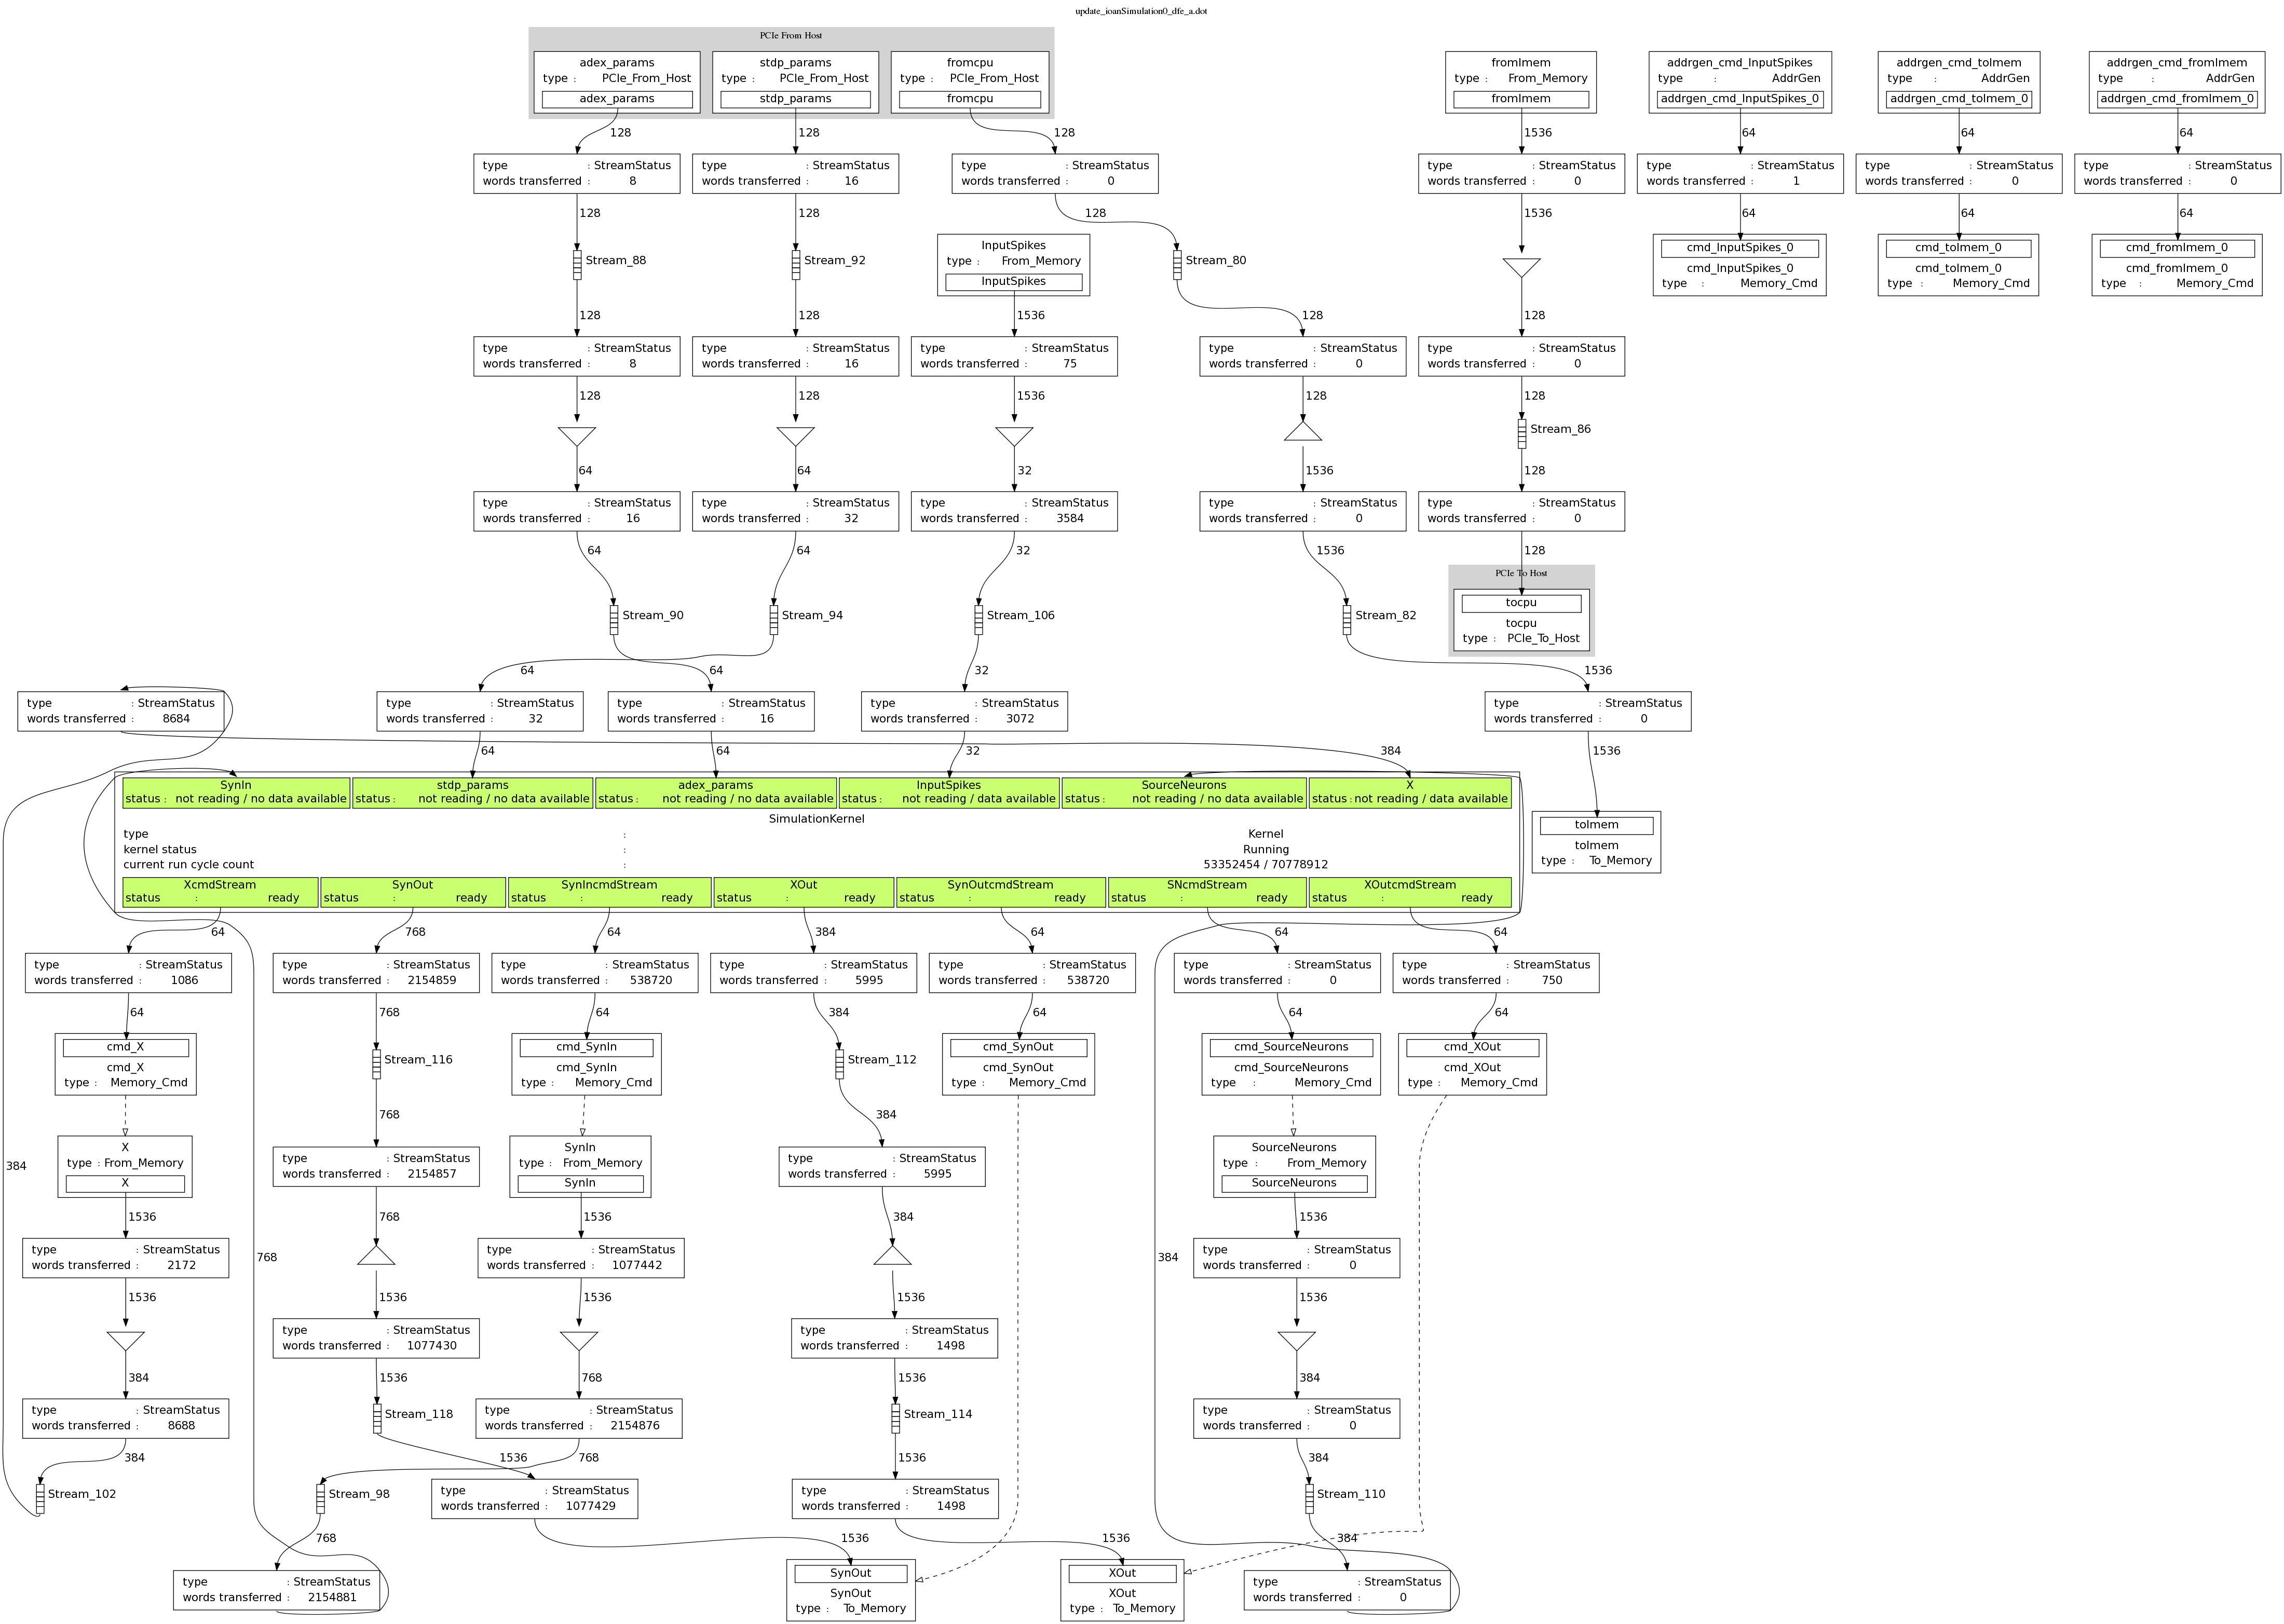 update_ioanSimulation0_dfe_a.dot
PCIe From Host
adex_params
type : PCIe_From_Host
adex_params
stdp_params
type : PCIe_From_Host
stdp_params
fromcpu
type : PCIe_From_Host
fromcpu
fromlmem
type : From_Memory
fromlmem
addrgen_cmd_InputSpikes
type : AddrGen
addrgen_cmd_InputSpikes_0
addrgen_cmd_tolmem
type : AddrGen
addrgen_cmd_tolmem_0
addrgen_cmd_fromlmem
type : AddrGen
addrgen_cmd_fromlmem_0
128
128
128
1536
64
64
64
type : StreamStatus
words transferred : 8
type : StreamStatus
words transferred : 16
type : StreamStatus
words transferred : 0
type : StreamStatus
words transferred : 0
type : StreamStatus
words transferred : 1
type : StreamStatus
words transferred : 0
type : StreamStatus
words transferred : 0
128
128
128
1536
64
64
64
Stream_88
Stream_92
InputSpikes
type : From_Memory
InputSpikes
Stream_80
cmd_InputSpikes_0
cmd_InputSpikes_0
type : Memory_Cmd
cmd_tolmem_0
cmd_tolmem_0
type : Memory_Cmd
cmd_fromlmem_0
cmd_fromlmem_0
type : Memory_Cmd
128
128
1536
128
128
type : StreamStatus
words transferred : 8
type : StreamStatus
words transferred : 16
type : StreamStatus
words transferred : 75
type : StreamStatus
words transferred : 0
type : StreamStatus
words transferred : 0
128
128
1536
128
128
Stream_86
64
64
32
1536
128
type : StreamStatus
words transferred : 16
type : StreamStatus
words transferred : 32
type : StreamStatus
words transferred : 3584
type : StreamStatus
words transferred : 0
type : StreamStatus
words transferred : 0
64
64
32
1536
128
PCIe To Host
tocpu
tocpu
type : PCIe_To_Host
Stream_90
Stream_94
Stream_106
Stream_82
64
64
32
1536
type : StreamStatus
words transferred : 8684
type : StreamStatus
words transferred : 32
type : StreamStatus
words transferred : 16
type : StreamStatus
words transferred : 3072
type : StreamStatus
words transferred : 0
64
64
32
384
1536
SynIn
status : not reading / no data available
stdp_params
status : not reading / no data available
adex_params
status : not reading / no data available
InputSpikes
status : not reading / data available
SourceNeurons
status : not reading / no data available
X
status : not reading / data available
SimulationKernel
type : Kernel
kernel status : Running
current run cycle count : 53352454 / 70778912
XcmdStream
status : ready
SynOut
status : ready
SynIncmdStream
status : ready
XOut
status : ready
SynOutcmdStream
status : ready
SNcmdStream
status : ready
XOutcmdStream
status : ready
tolmem
tolmem
type : To_Memory
64
768
64
384
64
64
64
type : StreamStatus
words transferred : 1086
type : StreamStatus
words transferred : 2154859
type : StreamStatus
words transferred : 538720
type : StreamStatus
words transferred : 5995
type : StreamStatus
words transferred : 538720
type : StreamStatus
words transferred : 0
type : StreamStatus
words transferred : 750
64
768
64
384
64
64
64
cmd_X
cmd_X
type : Memory_Cmd
Stream_116
cmd_SynIn
cmd_SynIn
type : Memory_Cmd
Stream_112
cmd_SynOut
cmd_SynOut
type : Memory_Cmd
cmd_SourceNeurons
cmd_SourceNeurons
type : Memory_Cmd
cmd_XOut
cmd_XOut
type : Memory_Cmd
768
384
384
X
type : From_Memory
X
type : StreamStatus
words transferred : 2154857
SynIn
type : From_Memory
SynIn
type : StreamStatus
words transferred : 5995
SourceNeurons
type : From_Memory
SourceNeurons
1536
768
1536
384
1536
type : StreamStatus
words transferred : 2172
768
type : StreamStatus
words transferred : 1077442
384
type : StreamStatus
words transferred : 0
1536
1536
1536
1536
1536
type : StreamStatus
words transferred : 1077430
type : StreamStatus
words transferred : 1498
384
1536
768
1536
384
type : StreamStatus
words transferred : 8688
Stream_118
type : StreamStatus
words transferred : 2154876
Stream_114
type : StreamStatus
words transferred : 0
384
1536
768
1536
384
Stream_102
Stream_98
type : StreamStatus
words transferred : 1077429
type : StreamStatus
words transferred : 1498
Stream_110
768
1536
1536
384
type : StreamStatus
words transferred : 2154881
SynOut
SynOut
type : To_Memory
XOut
XOut
type : To_Memory
type : StreamStatus
words transferred : 0